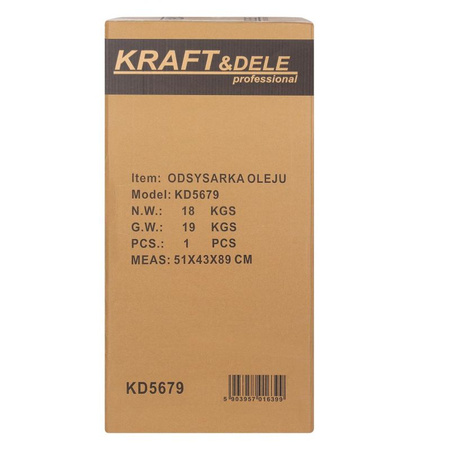 KRAFT&DELE
professional
Item: ODSYSARKA OLEJU
Model: KD5679
N.W.: 18 KGS
G.W.: 19 KGS
PCS.: 1 PCS
MEAS: 51X43X89 CM
KD5679
5903957016399